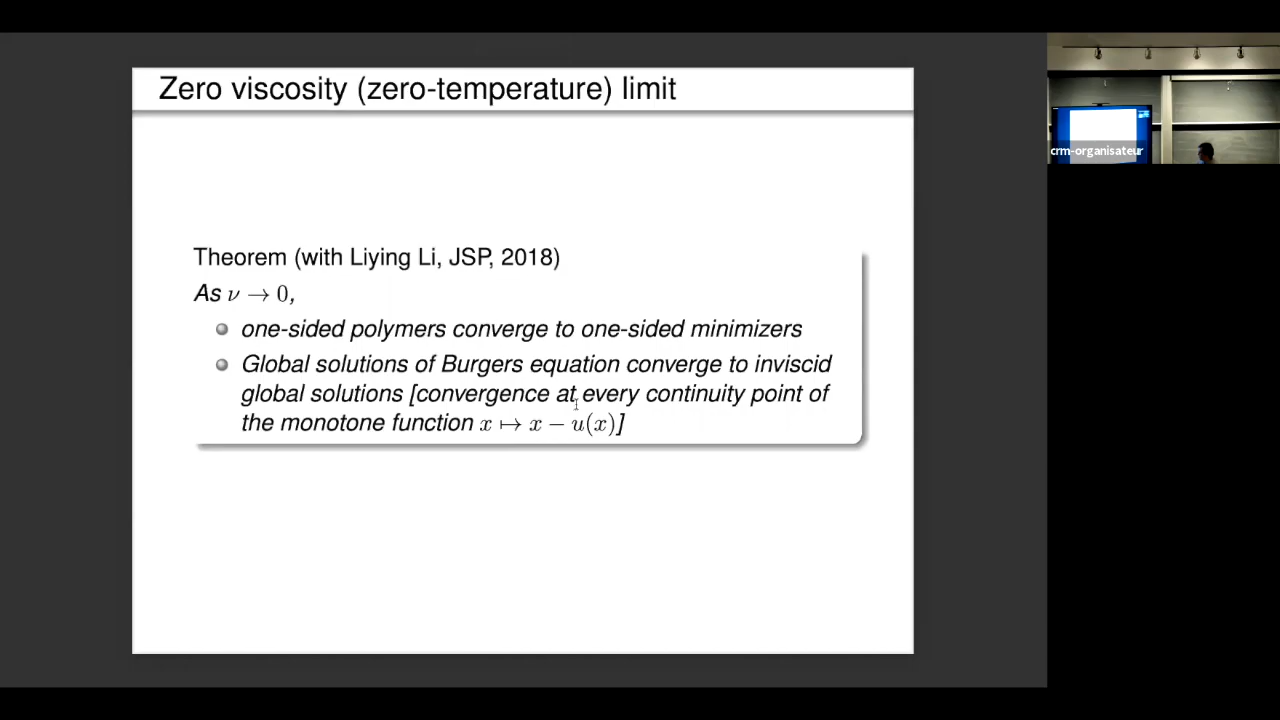 Zero viscosity (zero-temperature) limit
Theorem (with Liying Li, JSP, 2018)
As ν → 0,
one-sided polymers converge to one-sided minimizers
Global solutions of Burgers equation converge to inviscid
global solutions [convergence at every continuity point of
the monotone function x ↦ x − u(x)]
crm-organisateur